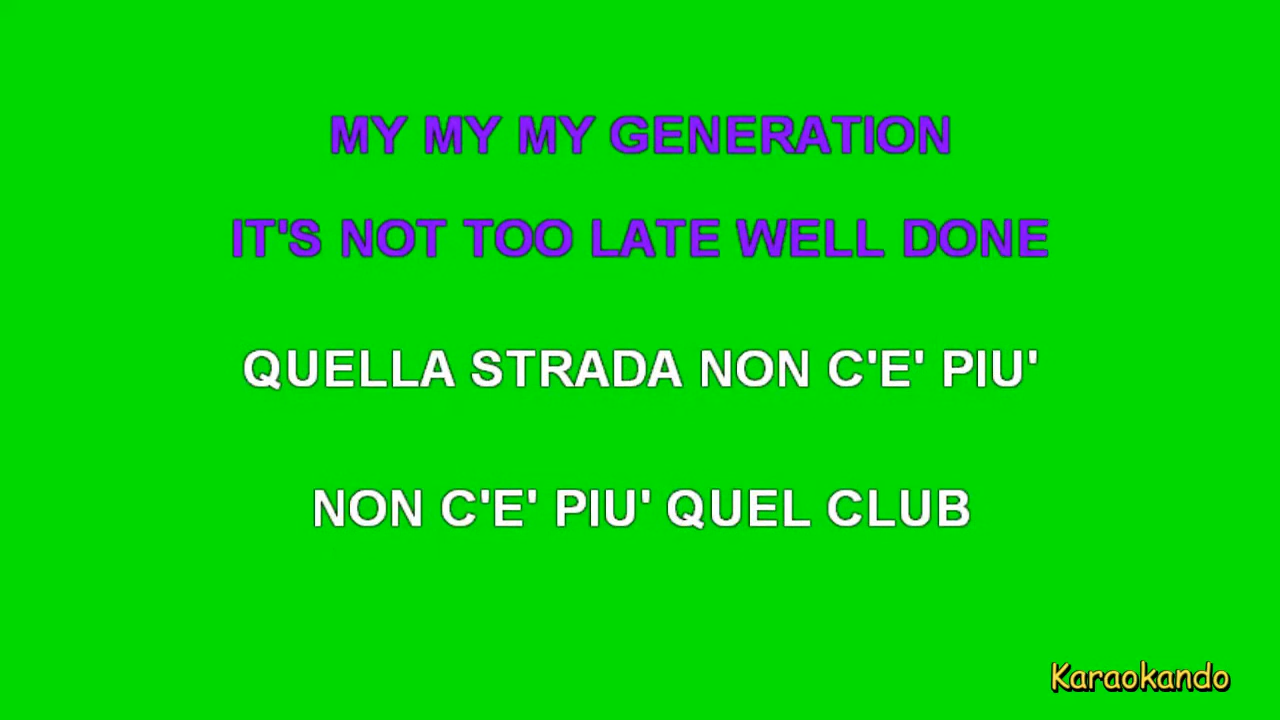 MY MY MY GENERATION
IT'S NOT TOO LATE WELL DONE
QUELLA STRADA NON C'E' PIU'
NON C'E' PIU' QUEL CLUB
Karaokando